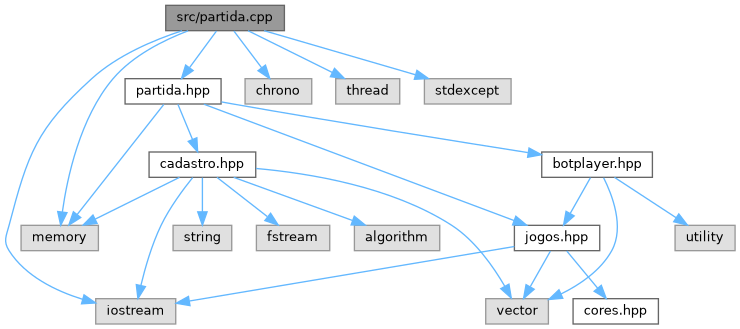 src/partida.cpp
partida.hpp
chrono
thread
stdexcept
cadastro.hpp
botplayer.hpp
memory
string
fstream
algorithm
jogos.hpp
utility
iostream
vector
cores.hpp